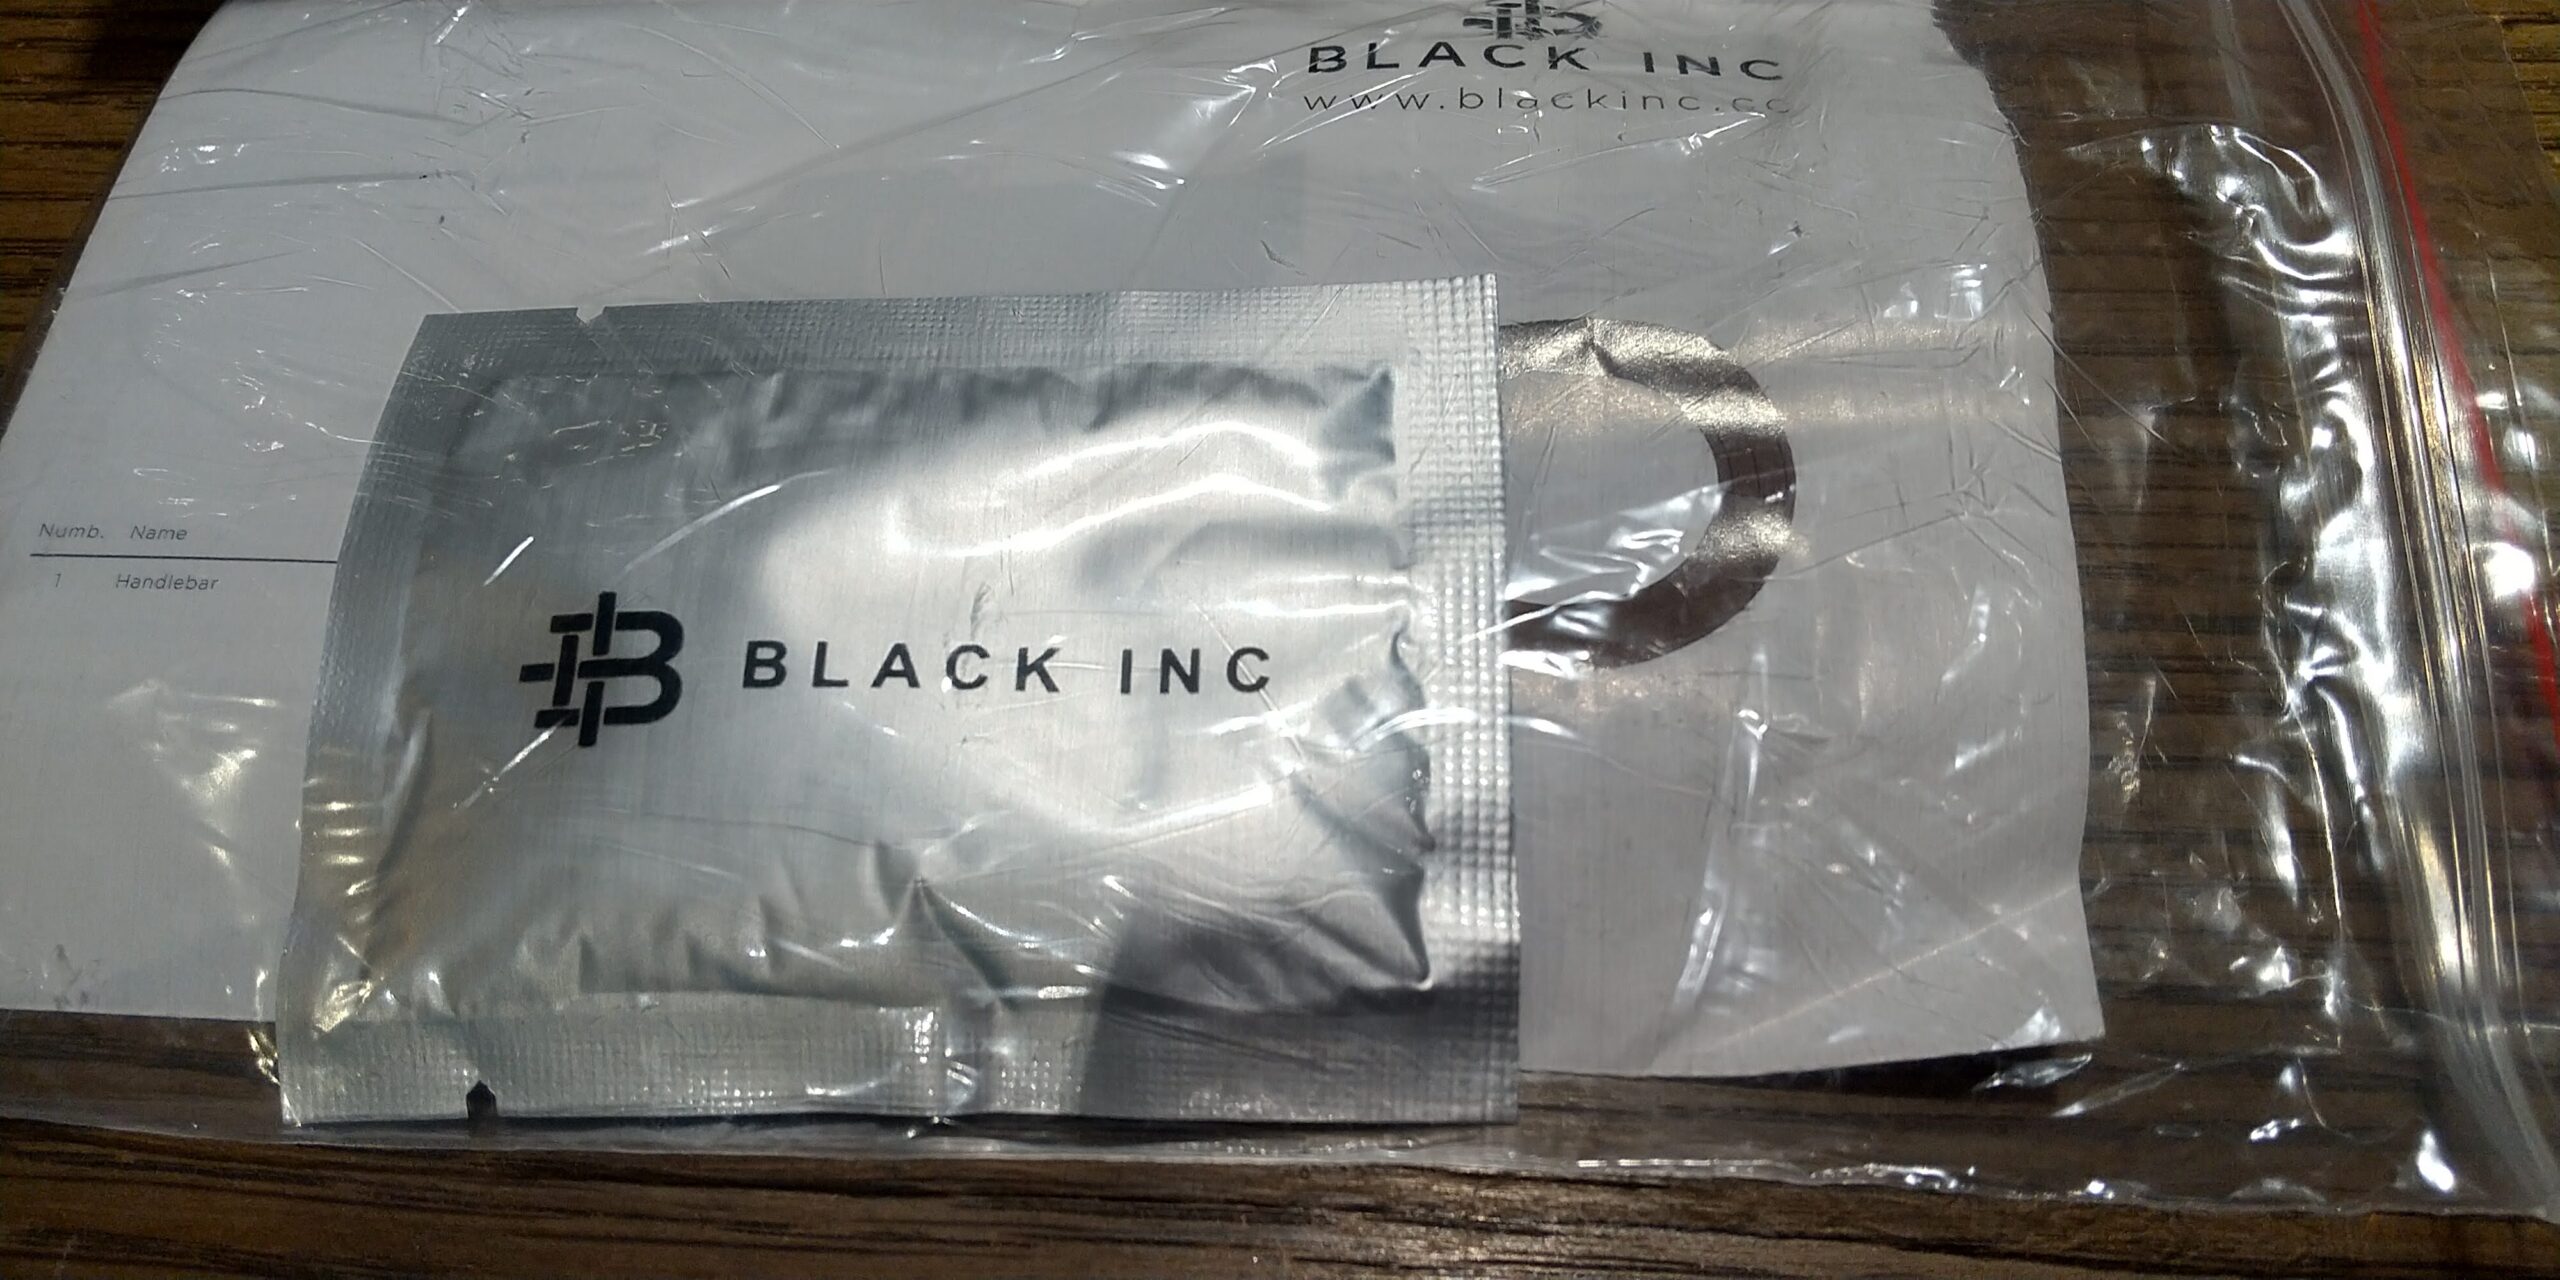 BLACK INC
www.blackinc.cc
Numb. Name
1 Handlebar
B BLACK INC